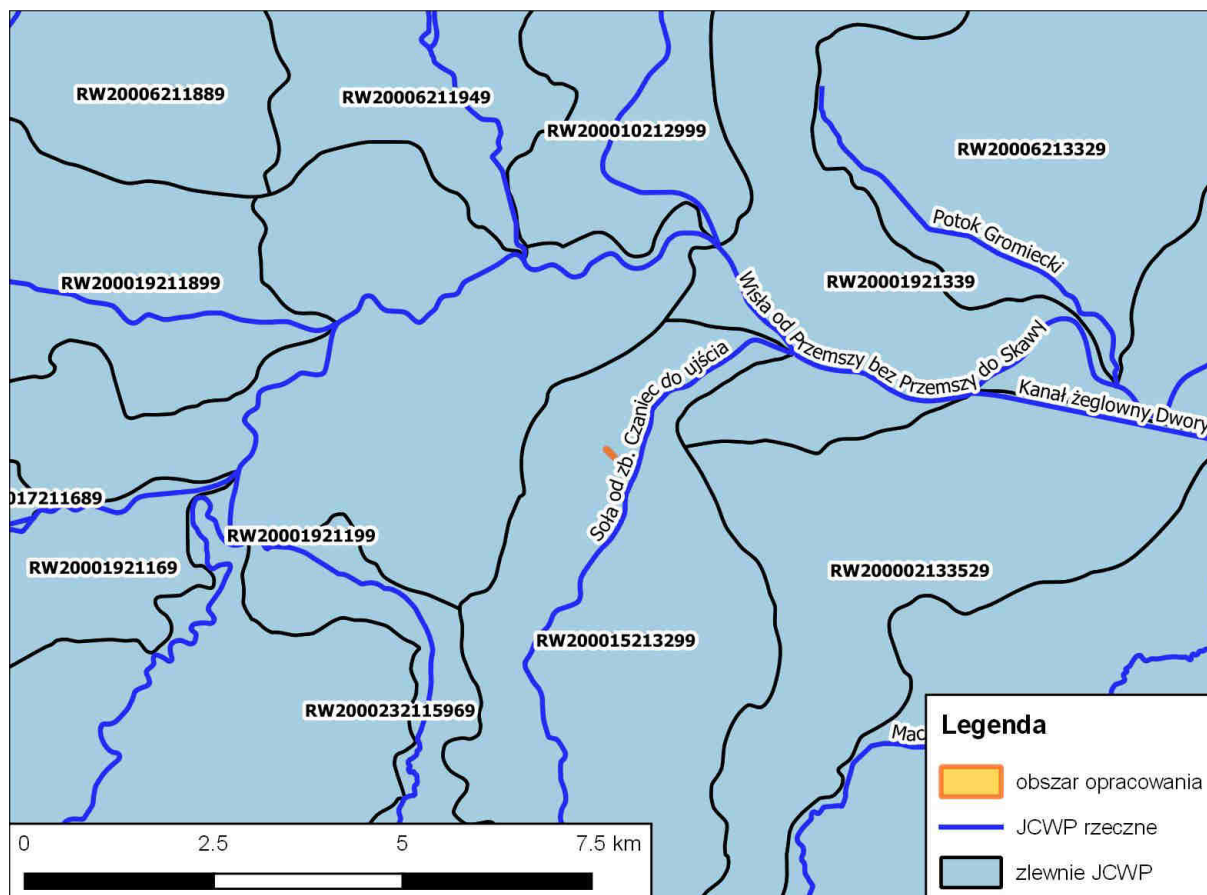 RW20006211889
RW20006211949
RW200010212999
RW20006213329
Potok Gromiecki
RW200019211899
RW20001921339
Wisła od Przemszy bez Przemszy do Skawy
Soła od zb. Czaniec do ujścia
Kanał żeglowny Dwory
017211689
RW20001921199
RW20001921169
RW200002133529
RW200015213299
RW2000232115969
Mac
Legenda
obszar opracowania
JCWP rzeczne
zlewnie JCWP
0 2.5 5 7.5 km